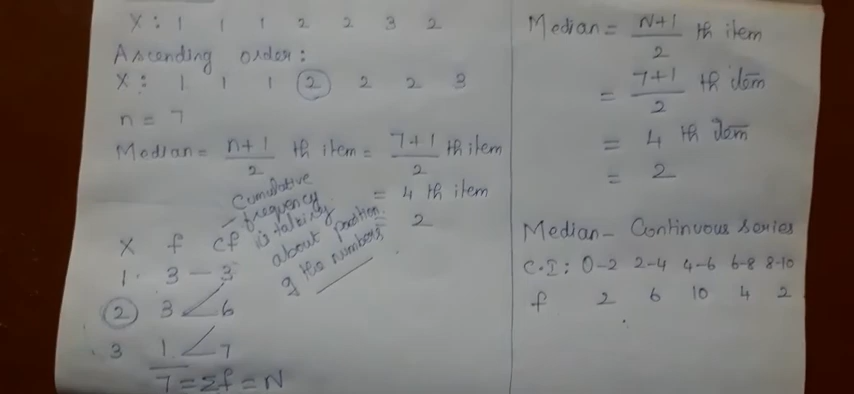 X : 1 1 1 2 2 3 2
Ascending order:
X : 1 1 1 2 2 2 3
n = 7
Median = n+1/2 th item = 7+1/2 th item
= 4 th item
= 2
Cumulative
frequency
is talking
about position
of the numbers
X f cf
1 3 — 3
2 3 6
3 1 7
7 = Σf = N
Median = N+1/2 th item
= 7+1/2 th item
= 4 th item
= 2
Median – Continuous series
C.I : 0-2 2-4 4-6 6-8 8-10
f 2 6 10 4 2